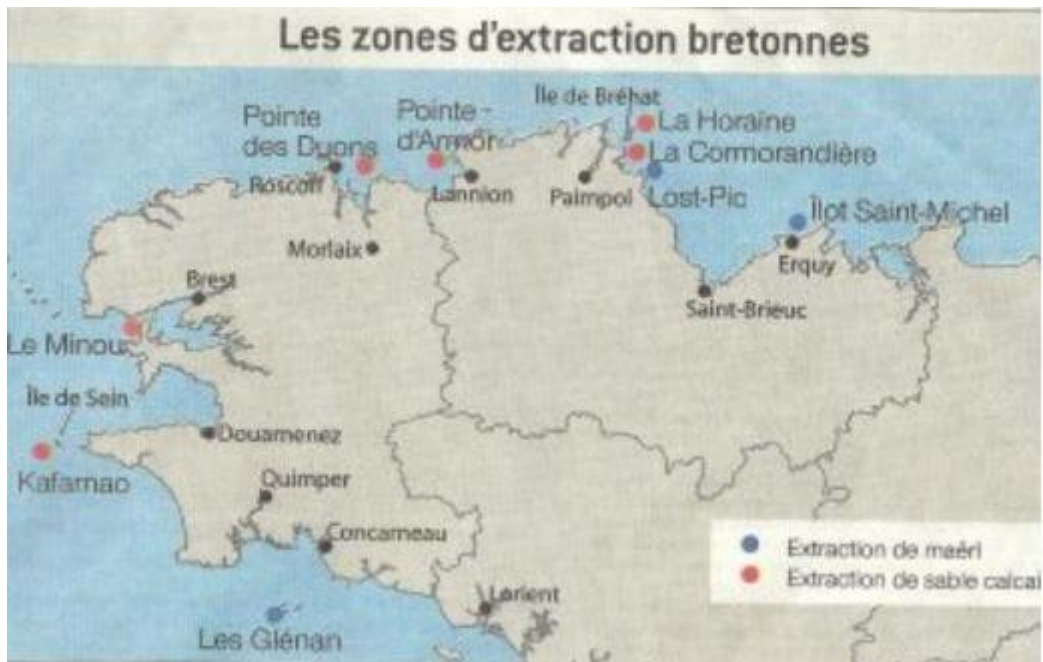 Les zones d'extraction bretonnes
Île de Bréhat
Pointe
des Duons
Pointe -
d'Armor
La Horaine
La Cormorandière
Roscoff
Lannion
Paimpol
Lost-Pic
Îlot Saint-Michel
Morlaix
Erquy
Brest
Saint-Brieuc
Le Minou
Île de Sein
Douarnenez
Kafarnao
Quimper
Concarneau
Extraction de maërl
Extraction de sable calcai
Lorient
Les Glénan